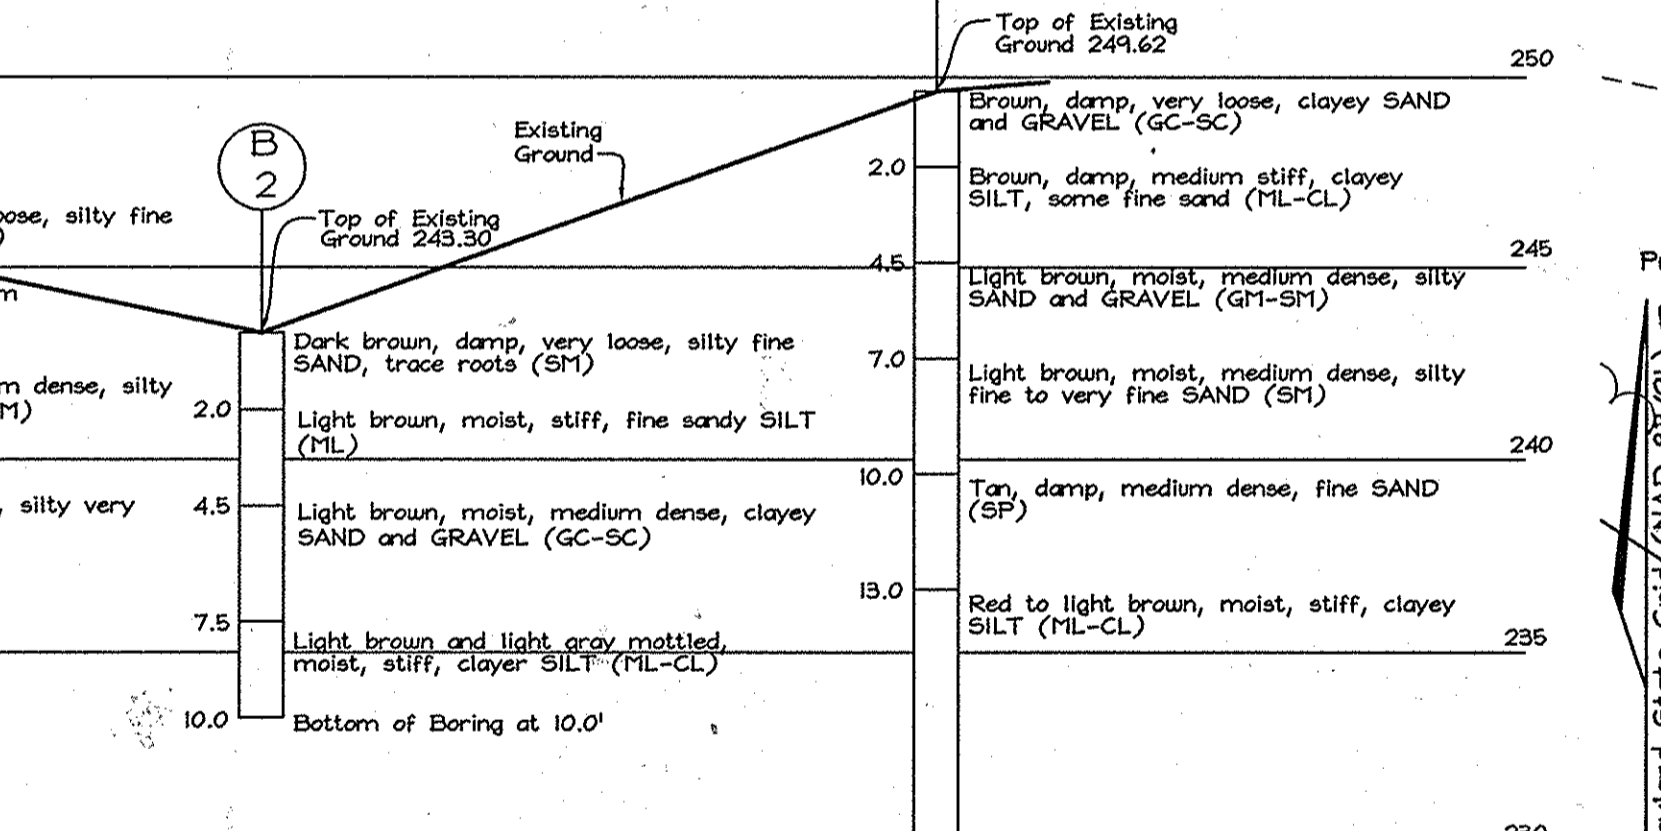 Top of Existing
Ground 249.62
250
Brown, damp, very loose, clayey SAND
and GRAVEL (GC-SC)
Existing
Ground
B
2
2.0
Brown, damp, medium stiff, clayey
SILT, some fine sand (ML-CL)
silty fine
Top of Existing
Ground 243.30
245
4.5
Light brown, moist, medium dense, silty
SAND and GRAVEL (GM-SM)
Dark brown, damp, very loose, silty fine
SAND, trace roots (SM)
7.0
Light brown, moist, medium dense, silty
fine to very fine SAND (SM)
dense, silty
2.0
Light brown, moist, stiff, fine sandy SILT
(ML)
240
10.0
Tan, damp, medium dense, fine SAND
(SP)
, silty very
4.5
Light brown, moist, medium dense, clayey
SAND and GRAVEL (GC-SC)
13.0
Red to light brown, moist, stiff, clayey
SILT (ML-CL)
7.5
Light brown and light gray mottled,
moist, stiff, clayer SILT (ML-CL)
235
10.0
Bottom of Boring at 10.0'